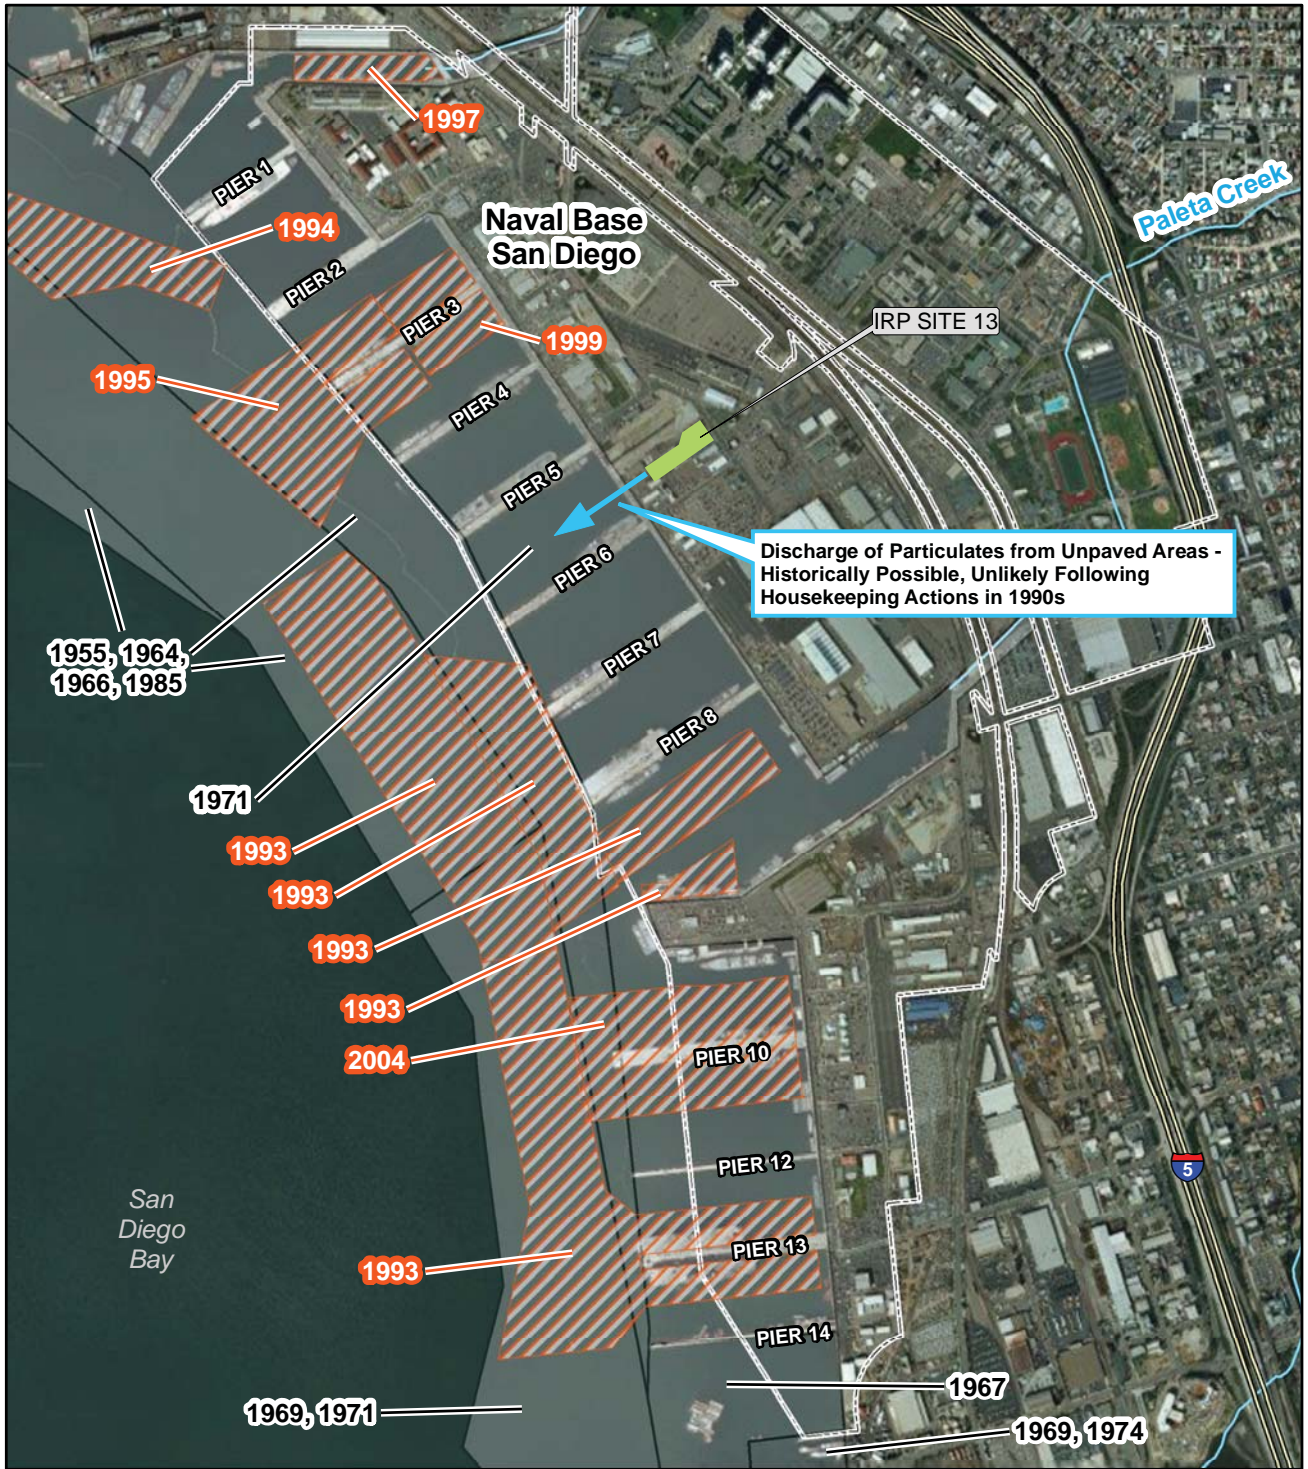 1997
PIER 1
Paleta Creek
Naval Base
San Diego
1994
PIER 2
PIER 3
1999
IRP SITE 13
1995
PIER 4
PIER 5
Discharge of Particulates from Unpaved Areas -
Historically Possible, Unlikely Following
Housekeeping Actions in 1990s
PIER 6
1955, 1964,
1966, 1985
PIER 7
PIER 8
1971
1993
1993
1993
1993
2004
PIER 10
PIER 12
5
San
Diego
Bay
PIER 13
1993
PIER 14
1967
1969, 1971
1969, 1974